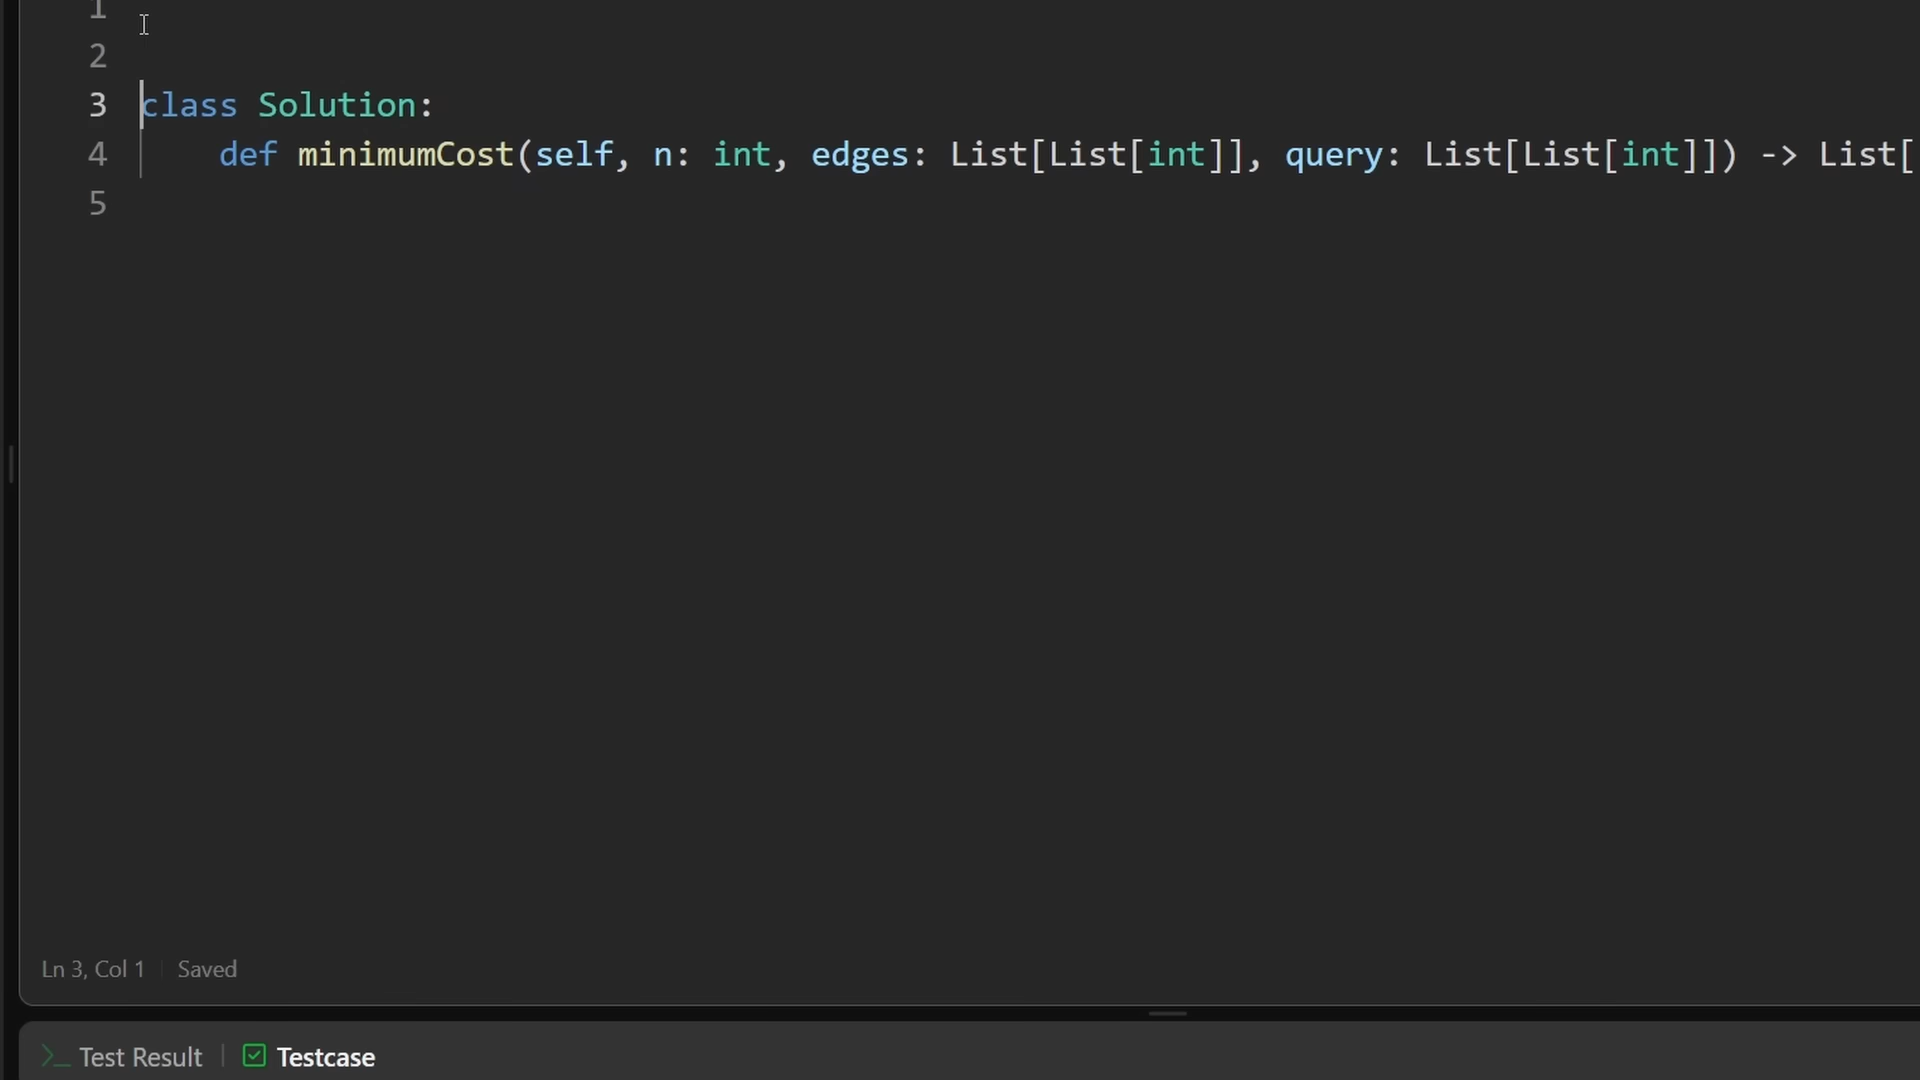 1
2
3 class Solution:
4 def minimumCost(self, n: int, edges: List[List[int]], query: List[List[int]]) -> List[
5
Ln 3, Col 1 Saved
Test Result Testcase